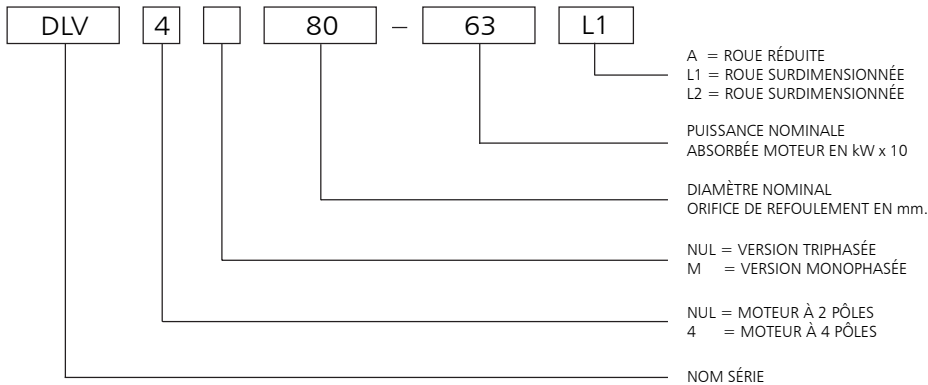 DLV 4 80 – 63 L1
A = ROUE RÉDUITE
L1 = ROUE SURDIMENSIONNÉE
L2 = ROUE SURDIMENSIONNÉE
PUISSANCE NOMINALE
ABSORBÉE MOTEUR EN kW x 10
DIAMÈTRE NOMINAL
ORIFICE DE REFOULEMENT EN mm.
NUL = VERSION TRIPHASÉE
M = VERSION MONOPHASÉE
NUL = MOTEUR À 2 PÔLES
4 = MOTEUR À 4 PÔLES
NOM SÉRIE